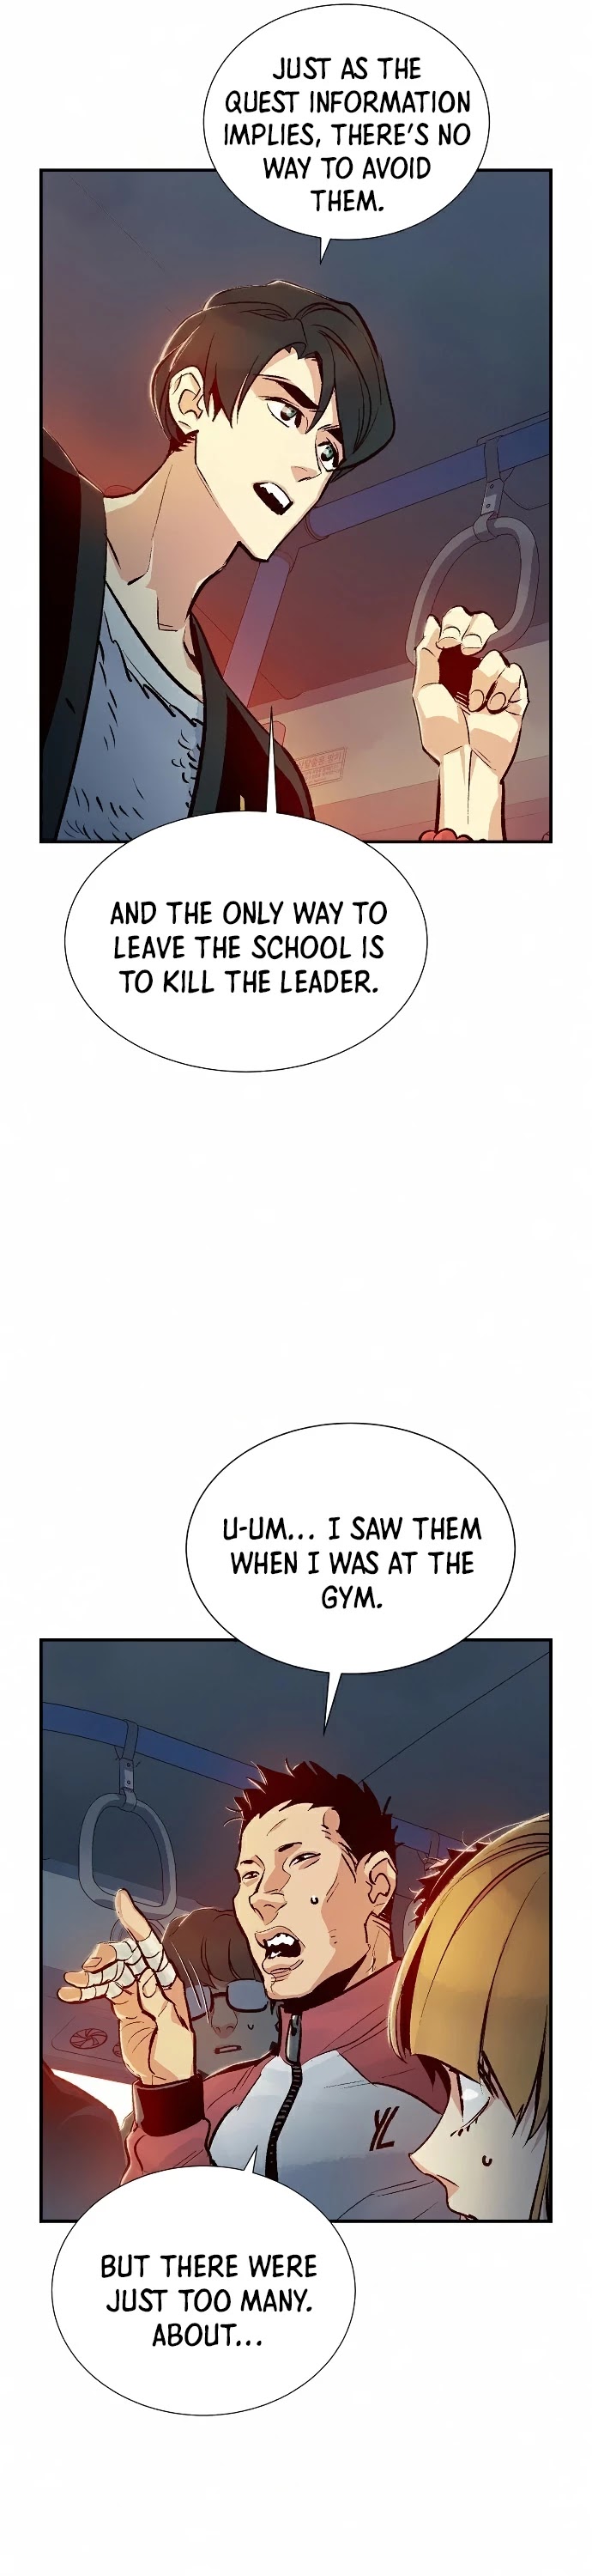 JUST AS THE
QUEST INFORMATION
IMPLIES, THERE'S NO
WAY TO AVOID
THEM.
AND THE ONLY WAY TO
LEAVE THE SCHOOL IS
TO KILL THE LEADER.
U-UM... I SAW THEM
WHEN I WAS AT THE
GYM.
YL
BUT THERE WERE
JUST TOO MANY.
ABOUT...